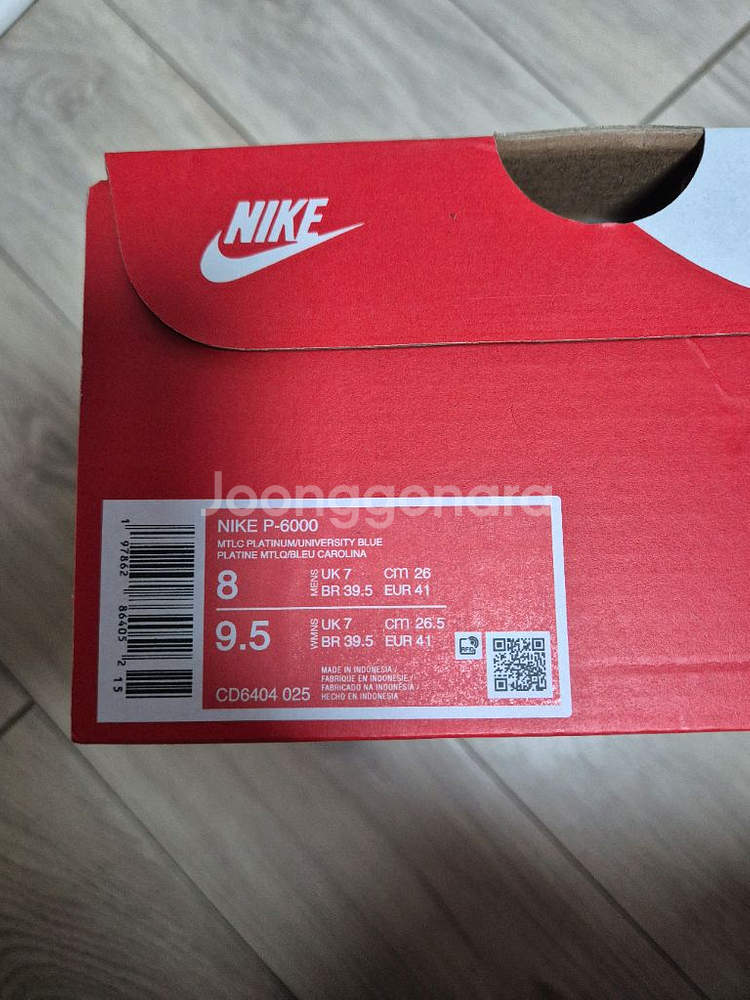 NIKE
Joonggonara
NIKE P-6000
MTLC PLATINUM/UNIVERSITY BLUE
PLATINE MTLQ/BLEU CAROLINA
8 MENS UK 7 cm 26
BR 39.5 EUR 41
9.5 WMNS UK 7 cm 26.5
BR 39.5 EUR 41
RFID
MADE IN INDONESIA /
FABRIQUE EN INDONESIE /
FABRICADO NA INDONÉSIA /
HECHO EN INDONESIA
CD6404 025
1 97862 86405 2 15